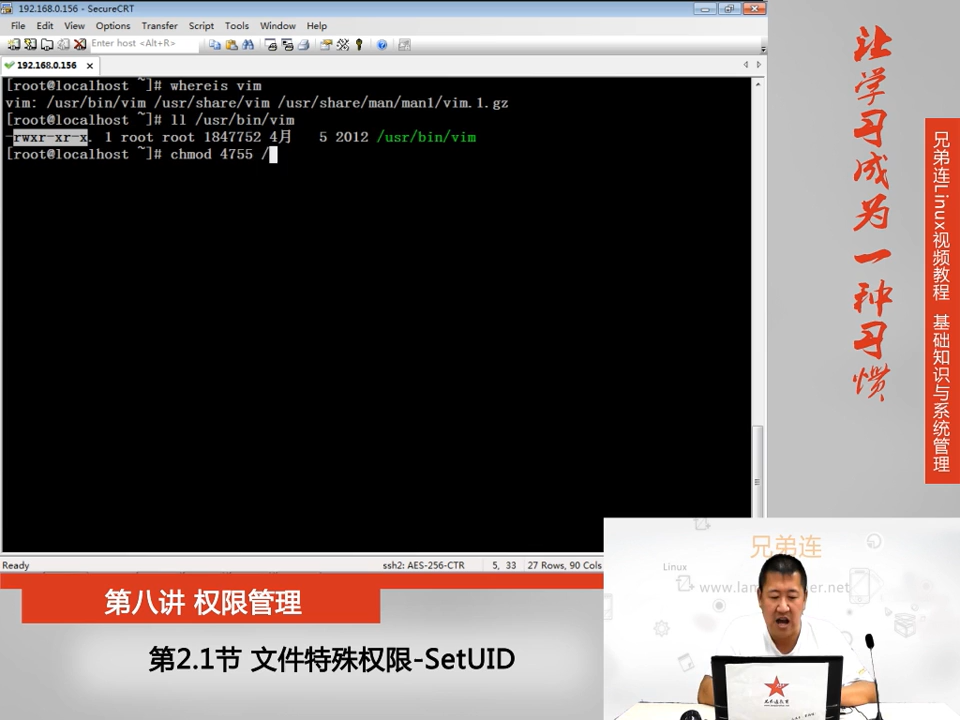 192.168.0.156 - SecureCRT
File Edit View Options Transfer Script Tools Window Help
Enter host <Alt+R>
192.168.0.156
[root@localhost ~]# whereis vim
vim: /usr/bin/vim /usr/share/vim /usr/share/man/man1/vim.1.gz
[root@localhost ~]# ll /usr/bin/vim
-rwxr-xr-x. 1 root root 1847752 4月 5 2012 /usr/bin/vim
[root@localhost ~]# chmod 4755 /
Ready ssh2: AES-256-CTR 5, 33 27 Rows, 90 Cols
让学习成为一种习惯
兄弟连Linux视频教程 基础知识与系统管理
第八讲 权限管理
第2.1节 文件特殊权限-SetUID
兄弟连
Linux